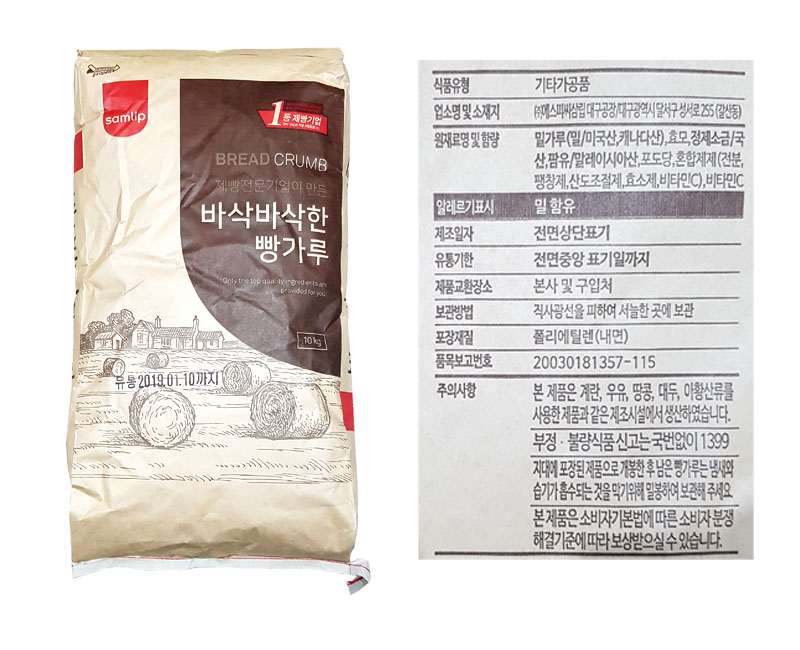 samlip
1등 제빵기업
BREAD CRUMB
제빵전문기업이 만든
바삭바삭한
빵가루
Only the top quality ingredients are
provided for you.
10kg
유통 2019.01.10까지
식품유형 기타가공품
업소명 및 소재지 ㈜에스피씨삼립 대구공장/대구광역시 달서구 성서로 255 (갈산동)
원재료명 및 함량 밀가루(밀/미국산,캐나다산),효모,정제소금/국
산,팜유/말레이시아산,포도당,혼합제제(전분,
팽창제,산도조절제,효소제,비타민C),비타민C
알레르기표시 밀 함유
제조일자 전면상단표기
유통기한 전면중앙 표기일까지
제품교환장소 본사 및 구입처
보관방법 직사광선을 피하여 서늘한 곳에 보관
포장재질 폴리에틸렌(내면)
품목보고번호 20030181357-115
주의사항 본 제품은 계란, 우유, 땅콩, 대두, 아황산류를
사용한 제품과 같은 제조시설에서 생산하였습니다.
부정·불량식품 신고는 국번없이 1399
지대에 포장된 제품으로 개봉한 후 남은 빵가루는 냄새와
습기가 흡수되는 것을 막기위해 밀봉하여 보관해 주세요
본 제품은 소비자기본법에 따른 소비자 분쟁
해결기준에 따라 보상받으실 수 있습니다.